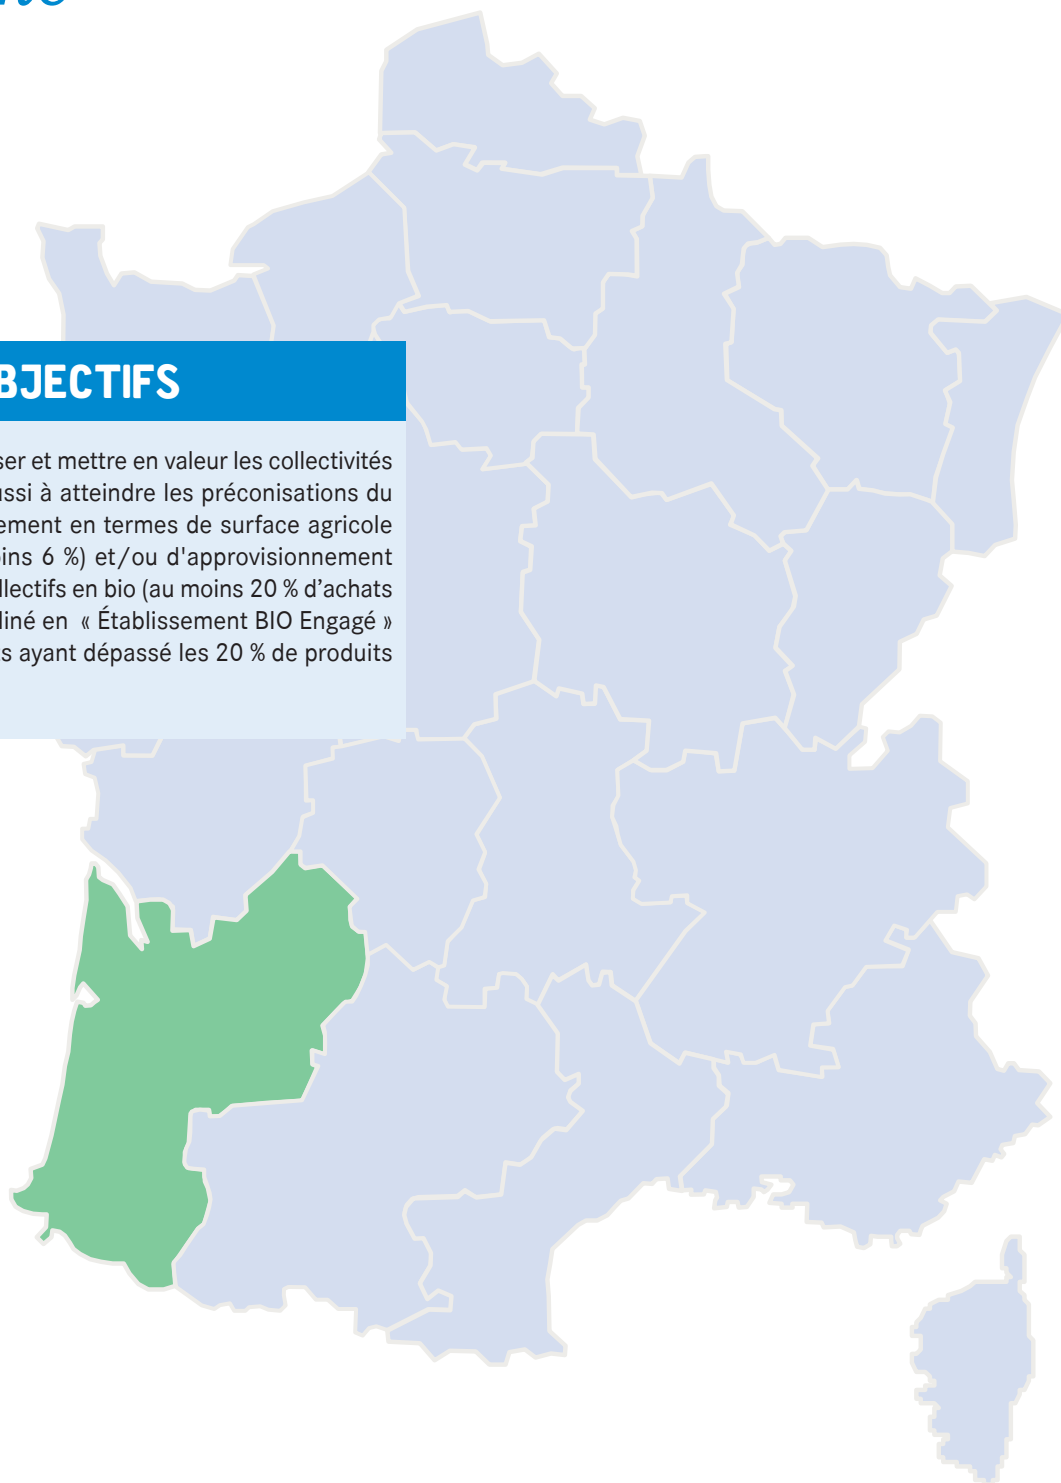 BJECTIFS
ser et mettre en valeur les collectivités
ussi à atteindre les préconisations du
ement en termes de surface agricole
oins 6 %) et/ou d'approvisionnement
llectifs en bio (au moins 20 % d’achats
liné en « Établissement BIO Engagé »
ts ayant dépassé les 20 % de produits